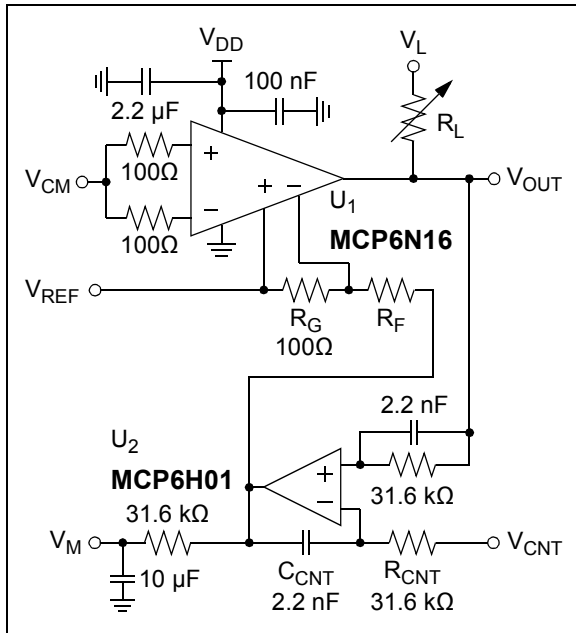 V_DD
V_L
2.2 µF
100 nF
R_L
+
V_CM
100Ω
+
−
V_OUT
−
U_1
100Ω
MCP6N16
V_REF
R_G
R_F
100Ω
2.2 nF
U_2
+
MCP6H01
−
31.6 kΩ
31.6 kΩ
V_M
V_CNT
10 µF
C_CNT
R_CNT
2.2 nF
31.6 kΩ